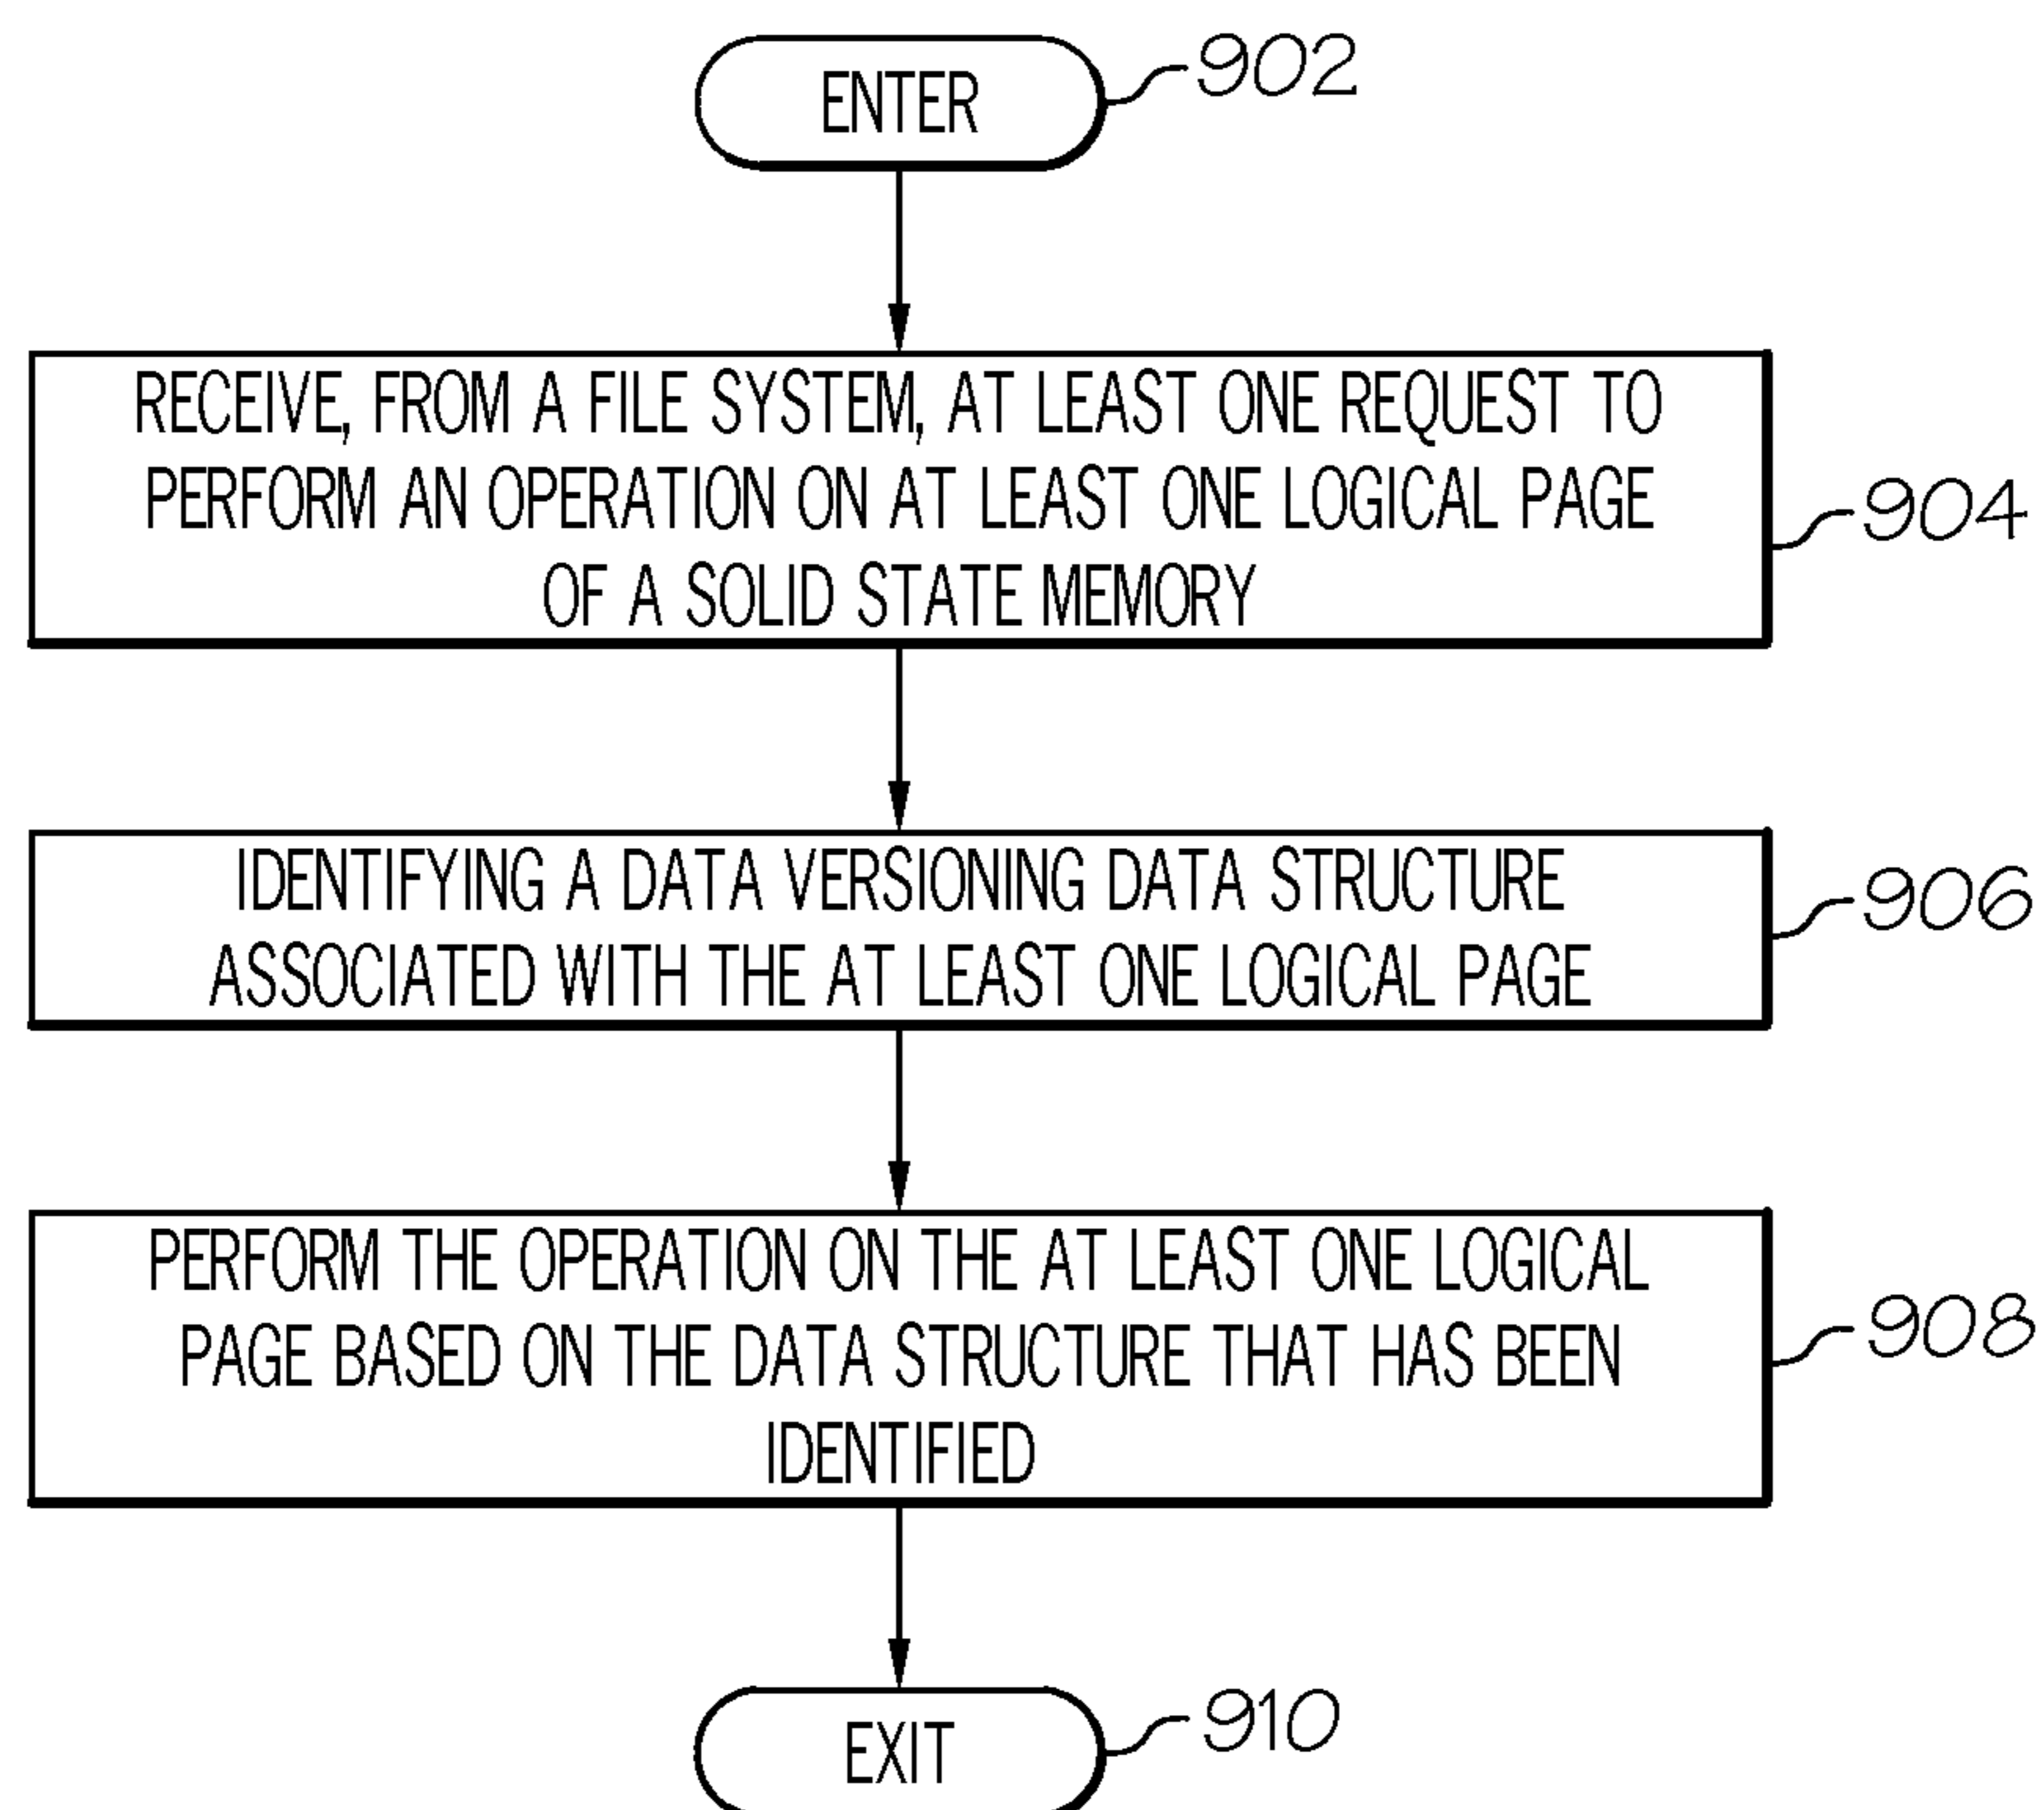 ENTER
902
RECEIVE, FROM A FILE SYSTEM, AT LEAST ONE REQUEST TO
PERFORM AN OPERATION ON AT LEAST ONE LOGICAL PAGE
OF A SOLID STATE MEMORY
904
IDENTIFYING A DATA VERSIONING DATA STRUCTURE
ASSOCIATED WITH THE AT LEAST ONE LOGICAL PAGE
906
PERFORM THE OPERATION ON THE AT LEAST ONE LOGICAL
PAGE BASED ON THE DATA STRUCTURE THAT HAS BEEN
IDENTIFIED
908
EXIT
910